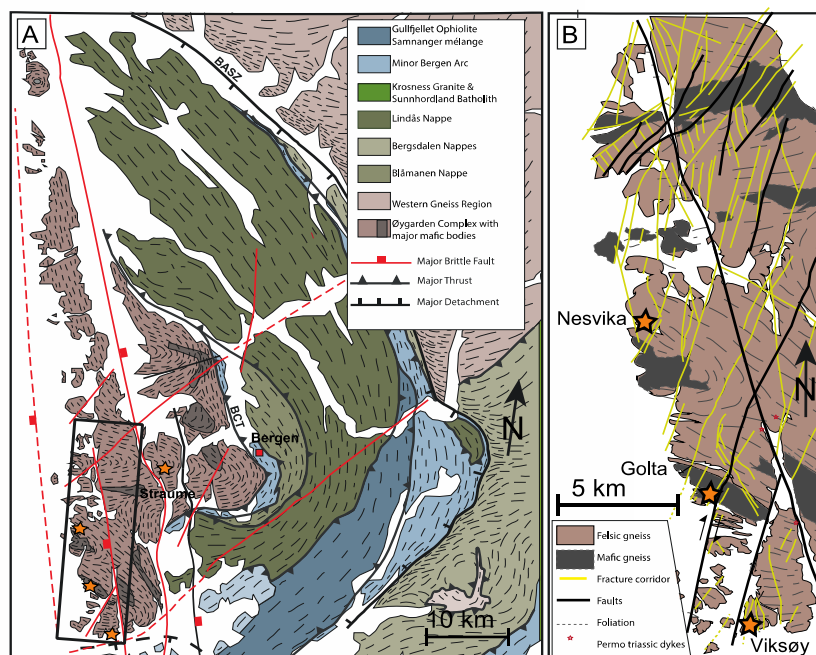 A
BASZ
Gullfjellet Ophiolite
Samnanger mélange
Minor Bergen Arc
Krosness Granite &
Sunnhordland Batholith
Lindås Nappe
Bergsdalen Nappes
Blåmanen Nappe
Western Gneiss Region
Øygarden Complex with
major mafic bodies
Major Brittle Fault
Major Thrust
Major Detachment
BCT
Bergen
Straume
N
10 km
B
Nesvika
N
Golta
5 km
Felsic gneiss
Mafic gneiss
Fracture corridor
Faults
Foliation
Permo triassic dykes
Viksøy